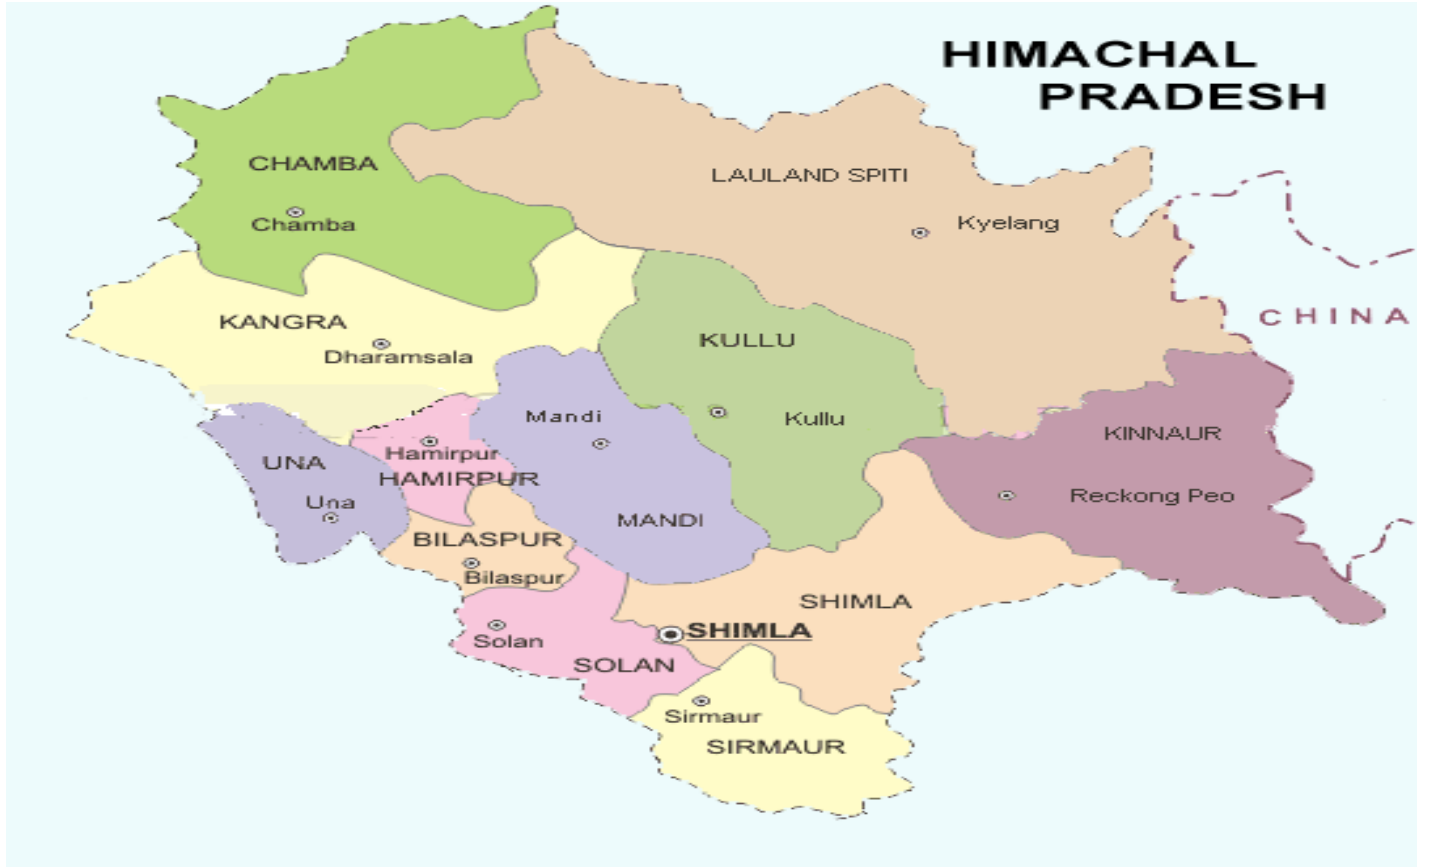 HIMACHAL
PRADESH
CHAMBA
Chamba
LAULAND SPITI
Kyelang
CHINA
KANGRA
Dharamsala
KULLU
Kullu
Mandi
MANDI
KINNAUR
Reckong Peo
UNA
Una
Hamirpur
HAMIRPUR
BILASPUR
Bilaspur
SHIMLA
SHIMLA
Solan
SOLAN
Sirmaur
SIRMAUR